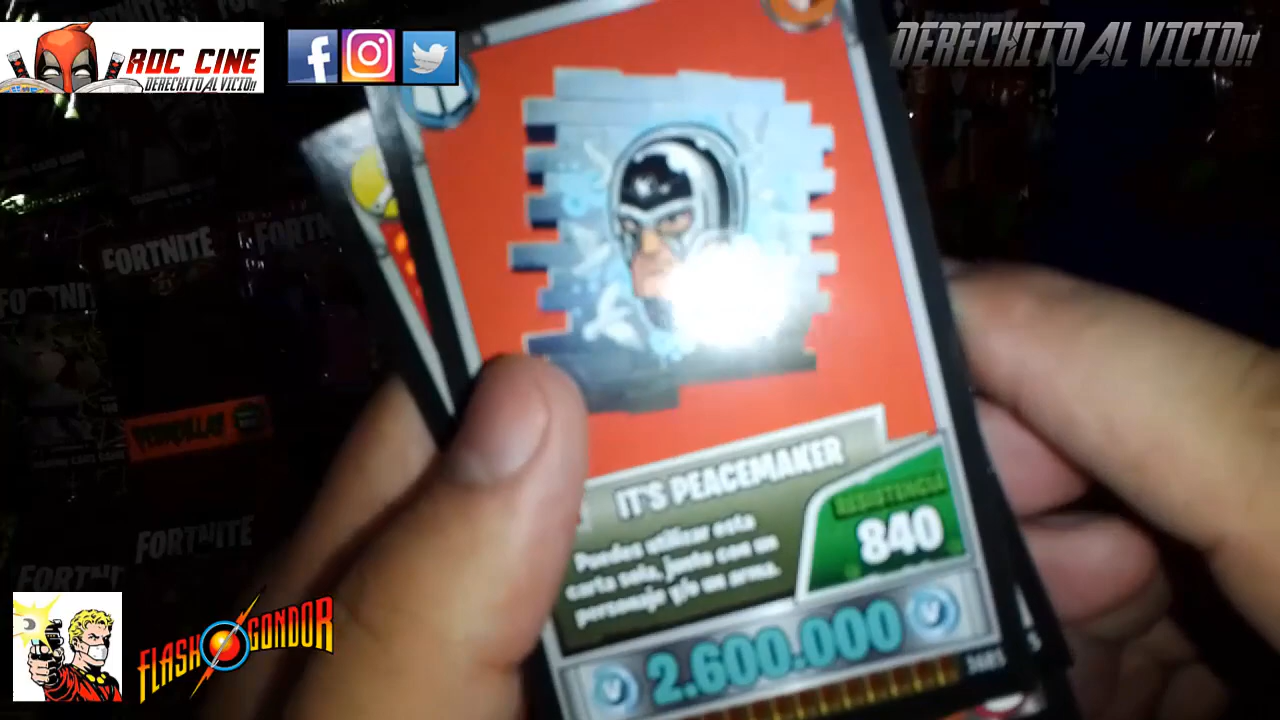 RDC CINE
DERECHITO AL VICIO!!
DERECHITO AL VICIO!!
FORTNITE
FORTNITE
IT'S PEACEMAKER
Puedes utilizar esta
carta sola, junto con un
personaje y/o un arma.
RESISTENCIA
840
V 2.600.000 V
FORTNITE
FLASH GONDOR